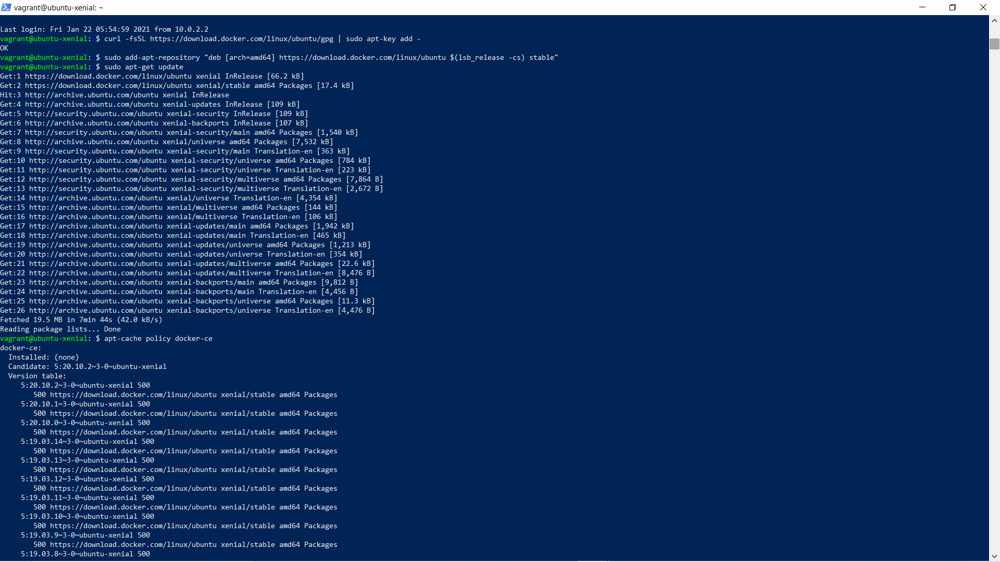 vagrant@ubuntu-xenial: ~
Last login: Fri Jan 22 05:54:59 2021 from 10.0.2.2
vagrant@ubuntu-xenial: $ curl -fsSL https://download.docker.com/linux/ubuntu/gpg | sudo apt-key add -
OK
vagrant@ubuntu-xenial: $ sudo add-apt-repository "deb [arch=amd64] https://download.docker.com/linux/ubuntu $(lsb_release -cs) stable"
vagrant@ubuntu-xenial: $ sudo apt-get update
Get:1 https://download.docker.com/linux/ubuntu xenial InRelease [66.2 kB]
Get:2 https://download.docker.com/linux/ubuntu xenial/stable amd64 Packages [17.4 kB]
Hit:3 http://archive.ubuntu.com/ubuntu xenial InRelease
Get:4 http://archive.ubuntu.com/ubuntu xenial-updates InRelease [109 kB]
Get:5 http://security.ubuntu.com/ubuntu xenial-security InRelease [109 kB]
Get:6 http://archive.ubuntu.com/ubuntu xenial-backports InRelease [107 kB]
Get:7 http://security.ubuntu.com/ubuntu xenial-security/main amd64 Packages [1,540 kB]
Get:8 http://archive.ubuntu.com/ubuntu xenial/universe amd64 Packages [7,532 kB]
Get:9 http://security.ubuntu.com/ubuntu xenial-security/main Translation-en [363 kB]
Get:10 http://security.ubuntu.com/ubuntu xenial-security/universe amd64 Packages [784 kB]
Get:11 http://security.ubuntu.com/ubuntu xenial-security/universe Translation-en [223 kB]
Get:12 http://security.ubuntu.com/ubuntu xenial-security/multiverse amd64 Packages [7,864 B]
Get:13 http://security.ubuntu.com/ubuntu xenial-security/multiverse Translation-en [2,672 B]
Get:14 http://archive.ubuntu.com/ubuntu xenial/universe Translation-en [4,354 kB]
Get:15 http://archive.ubuntu.com/ubuntu xenial/multiverse amd64 Packages [144 kB]
Get:16 http://archive.ubuntu.com/ubuntu xenial/multiverse Translation-en [106 kB]
Get:17 http://archive.ubuntu.com/ubuntu xenial-updates/main amd64 Packages [1,942 kB]
Get:18 http://archive.ubuntu.com/ubuntu xenial-updates/main Translation-en [465 kB]
Get:19 http://archive.ubuntu.com/ubuntu xenial-updates/universe amd64 Packages [1,213 kB]
Get:20 http://archive.ubuntu.com/ubuntu xenial-updates/universe Translation-en [354 kB]
Get:21 http://archive.ubuntu.com/ubuntu xenial-updates/multiverse amd64 Packages [22.6 kB]
Get:22 http://archive.ubuntu.com/ubuntu xenial-updates/multiverse Translation-en [8,476 B]
Get:23 http://archive.ubuntu.com/ubuntu xenial-backports/main amd64 Packages [9,812 B]
Get:24 http://archive.ubuntu.com/ubuntu xenial-backports/main Translation-en [4,456 B]
Get:25 http://archive.ubuntu.com/ubuntu xenial-backports/universe amd64 Packages [11.3 kB]
Get:26 http://archive.ubuntu.com/ubuntu xenial-backports/universe Translation-en [4,476 B]
Fetched 19.5 MB in 7min 44s (42.0 kB/s)
Reading package lists... Done
vagrant@ubuntu-xenial: $ apt-cache policy docker-ce
docker-ce:
  Installed: (none)
  Candidate: 5:20.10.2~3-0~ubuntu-xenial
  Version table:
     5:20.10.2~3-0~ubuntu-xenial 500
        500 https://download.docker.com/linux/ubuntu xenial/stable amd64 Packages
     5:20.10.1~3-0~ubuntu-xenial 500
        500 https://download.docker.com/linux/ubuntu xenial/stable amd64 Packages
     5:20.10.0~3-0~ubuntu-xenial 500
        500 https://download.docker.com/linux/ubuntu xenial/stable amd64 Packages
     5:19.03.14~3-0~ubuntu-xenial 500
        500 https://download.docker.com/linux/ubuntu xenial/stable amd64 Packages
     5:19.03.13~3-0~ubuntu-xenial 500
        500 https://download.docker.com/linux/ubuntu xenial/stable amd64 Packages
     5:19.03.12~3-0~ubuntu-xenial 500
        500 https://download.docker.com/linux/ubuntu xenial/stable amd64 Packages
     5:19.03.11~3-0~ubuntu-xenial 500
        500 https://download.docker.com/linux/ubuntu xenial/stable amd64 Packages
     5:19.03.10~3-0~ubuntu-xenial 500
        500 https://download.docker.com/linux/ubuntu xenial/stable amd64 Packages
     5:19.03.9~3-0~ubuntu-xenial 500
        500 https://download.docker.com/linux/ubuntu xenial/stable amd64 Packages
     5:19.03.8~3-0~ubuntu-xenial 500